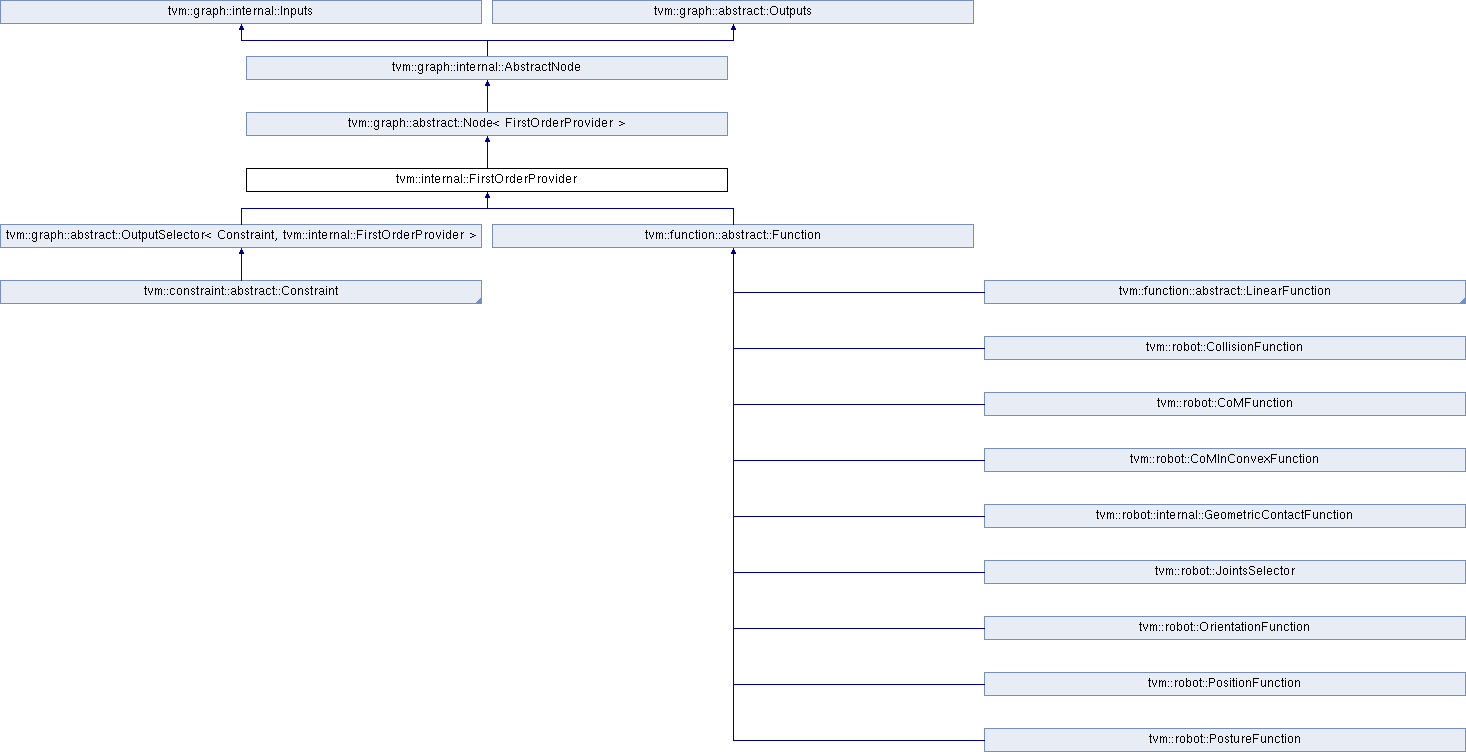 tvm::graph::internal::Inputs
tvm::graph::abstract::Outputs
tvm::graph::internal::AbstractNode
tvm::graph::abstract::Node< FirstOrderProvider >
tvm::internal::FirstOrderProvider
tvm::graph::abstract::OutputSelector< Constraint, tvm::internal::FirstOrderProvider >
tvm::function::abstract::Function
tvm::constraint::abstract::Constraint
tvm::function::abstract::LinearFunction
tvm::robot::CollisionFunction
tvm::robot::CoMFunction
tvm::robot::CoMInConvexFunction
tvm::robot::internal::GeometricContactFunction
tvm::robot::JointsSelector
tvm::robot::OrientationFunction
tvm::robot::PositionFunction
tvm::robot::PostureFunction